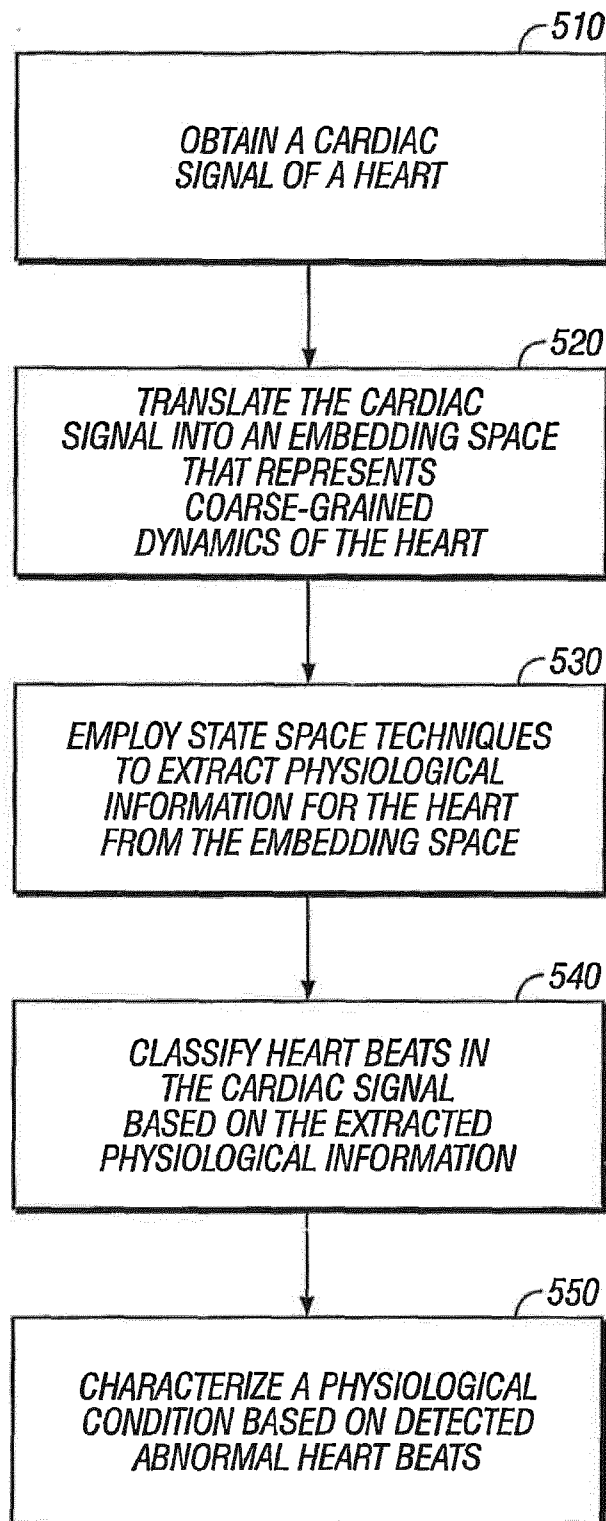 510
OBTAIN A CARDIAC
SIGNAL OF A HEART
520
TRANSLATE THE CARDIAC
SIGNAL INTO AN EMBEDDING SPACE
THAT REPRESENTS
COARSE-GRAINED
DYNAMICS OF THE HEART
530
EMPLOY STATE SPACE TECHNIQUES
TO EXTRACT PHYSIOLOGICAL
INFORMATION FOR THE HEART
FROM THE EMBEDDING SPACE
540
CLASSIFY HEART BEATS IN
THE CARDIAC SIGNAL
BASED ON THE EXTRACTED
PHYSIOLOGICAL INFORMATION
550
CHARACTERIZE A PHYSIOLOGICAL
CONDITION BASED ON DETECTED
ABNORMAL HEART BEATS